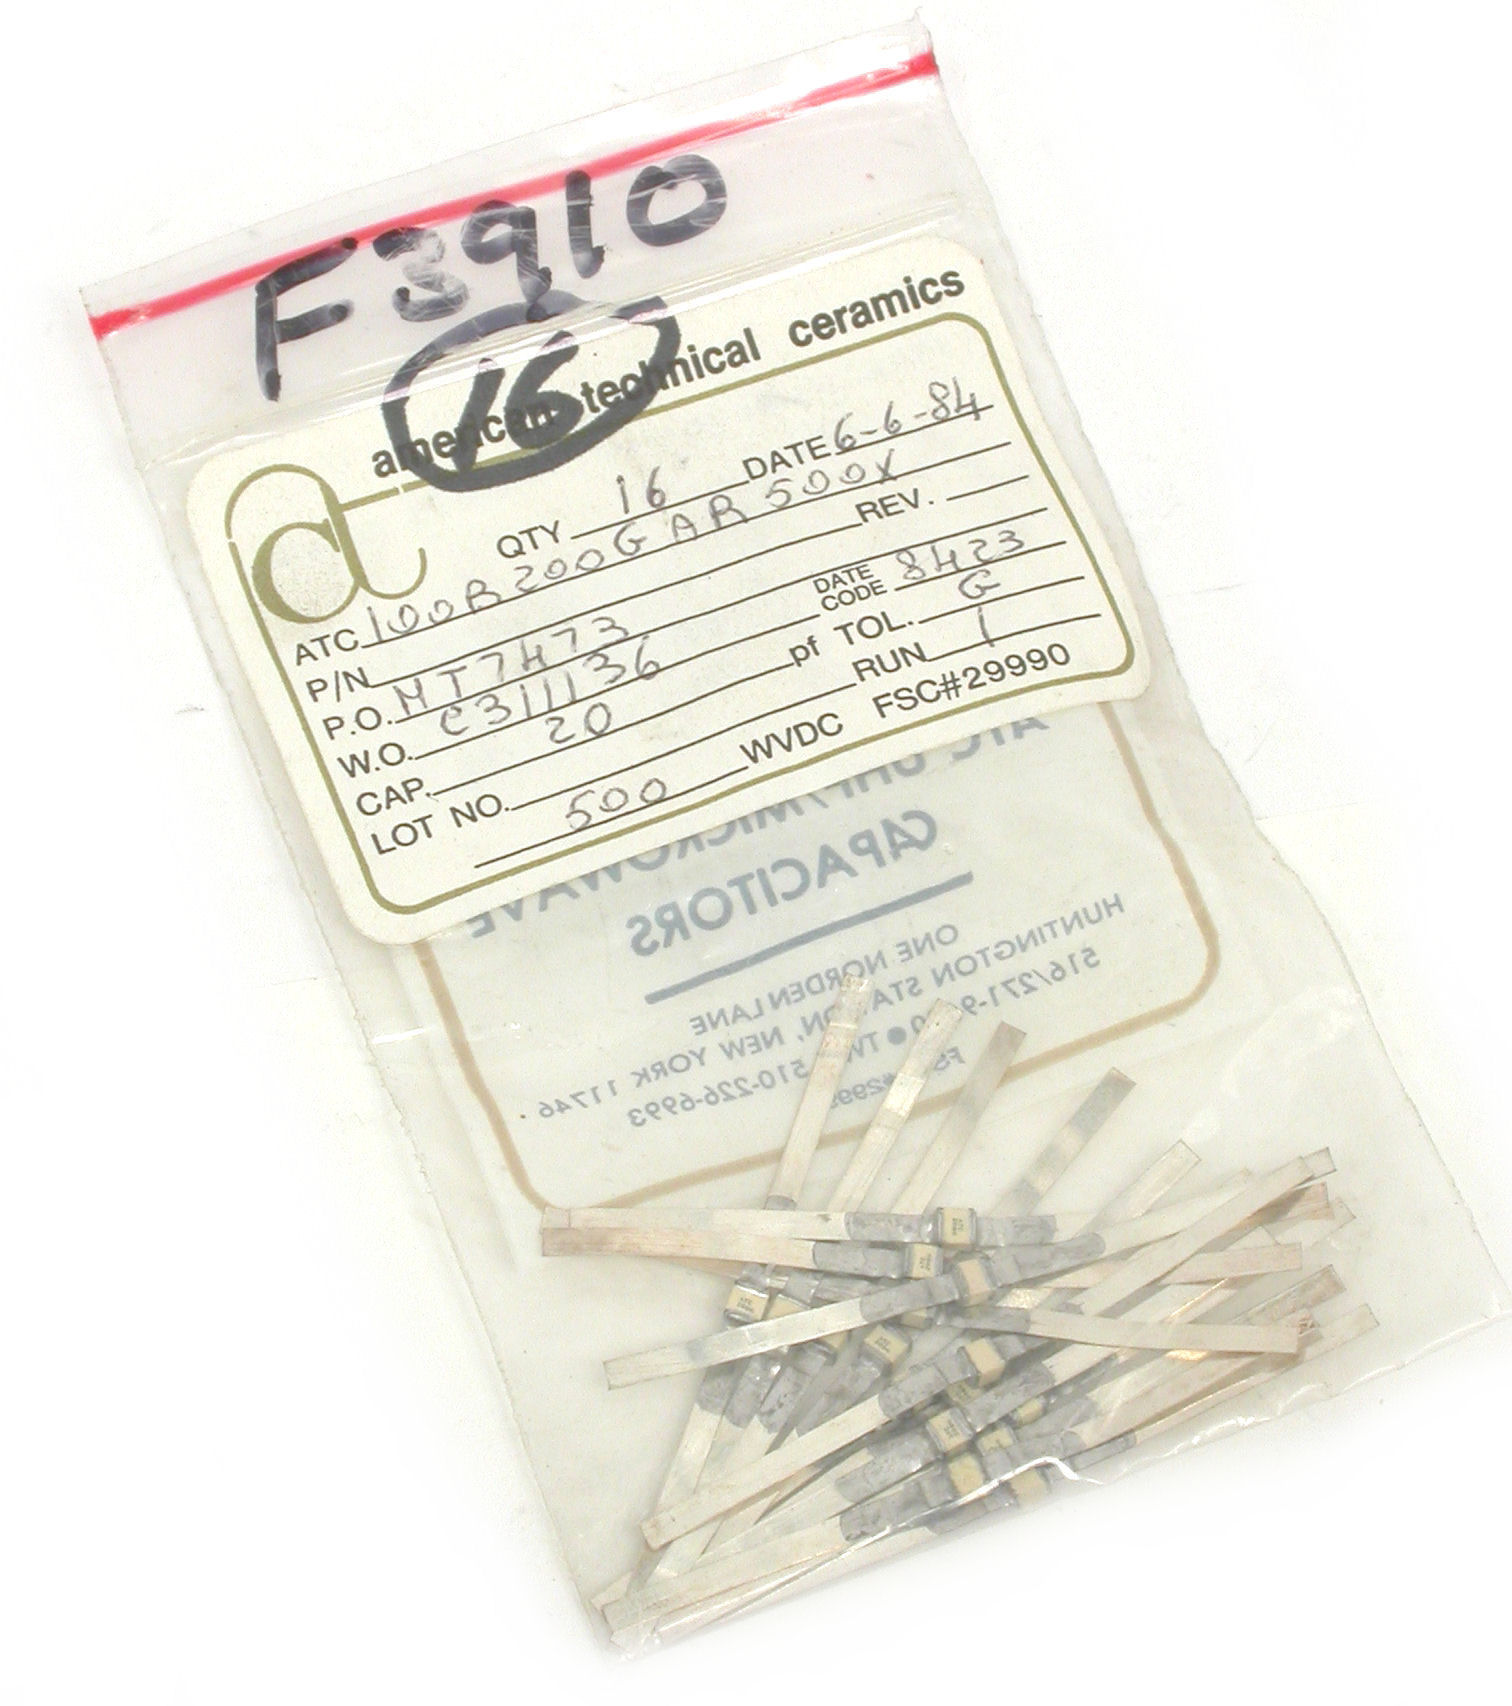 F3910
16
american technical ceramics
QTY 16 DATE 6-6-84
ATC 100B200GAR500X
P/N REV.
P.O. MT7473 DATE CODE 8423
W.O. C311136
CAP. 20 pf TOL. G
LOT NO. RUN 1
500 WVDC FSC#29990
ATC UHF/MICROWAVE
CAPACITORS
ONE NORDEN LANE
HUNTINGTON STATION, NEW YORK 11746
510-226-6993